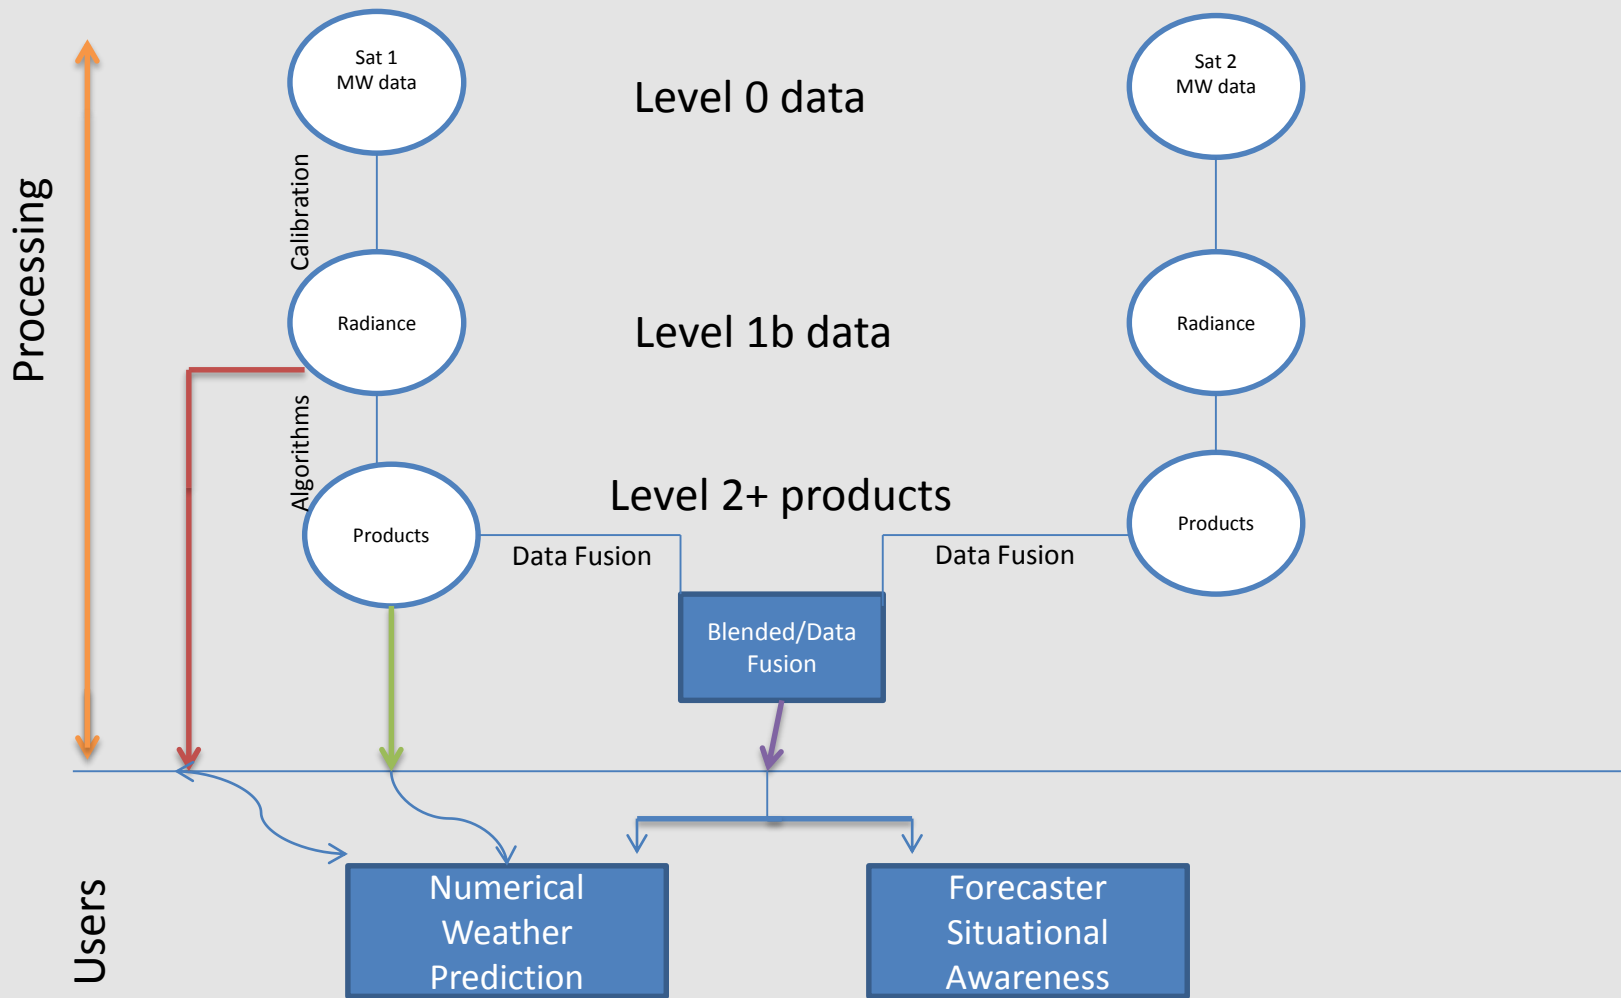 Sat 1
MW data
Level 0 data
Sat 2
MW data
Processing
Calibration
Radiance
Level 1b data
Radiance
Algorithms
Level 2+ products
Products
Products
Data Fusion
Data Fusion
Blended/Data
Fusion
Users
Numerical
Weather
Prediction
Forecaster
Situational
Awareness